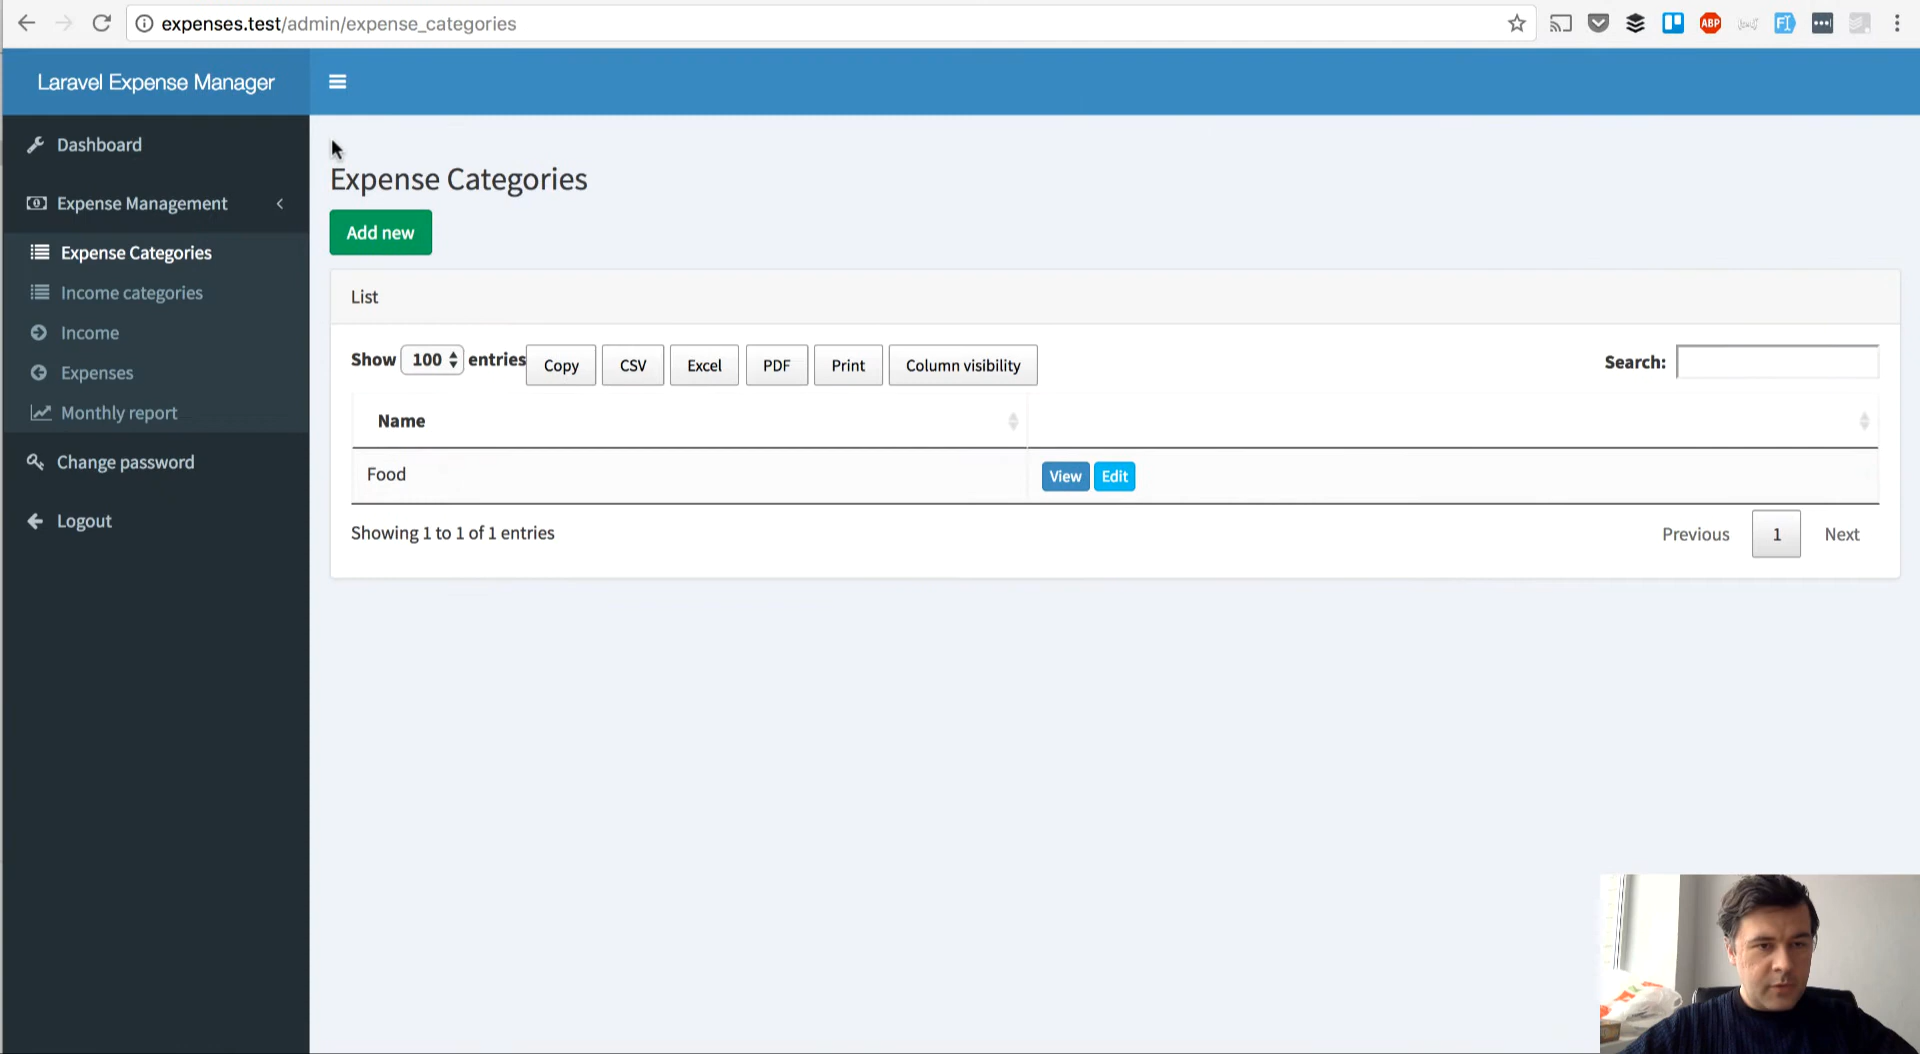 expenses.test/admin/expense_categories
ABP
Laravel Expense Manager
Dashboard
Expense Management
Expense Categories
Income categories
Income
Expenses
Monthly report
Change password
Logout
Expense Categories
Add new
List
Show 100 entries Copy CSV Excel PDF Print Column visibility Search:
Name
Food View Edit
Showing 1 to 1 of 1 entries Previous 1 Next